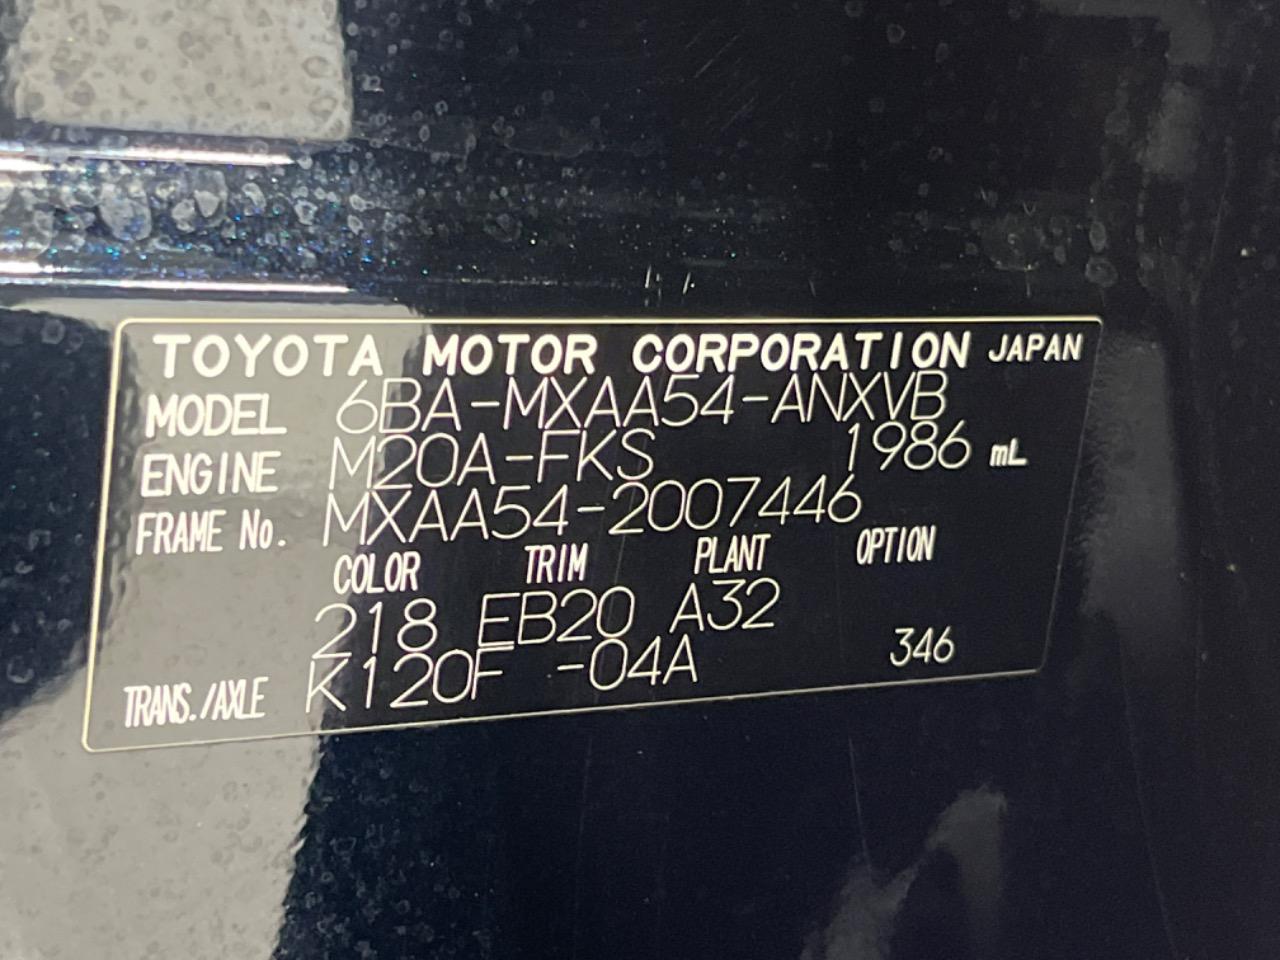 TOYOTA MOTOR CORPORATION JAPAN
MODEL 6BA-MXAA54-ANXVB
ENGINE M20A-FKS 1986 mL
FRAME No. MXAA54-2007446
COLOR TRIM PLANT OPTION
218 EB20 A32
TRANS./AXLE K120F -04A 346